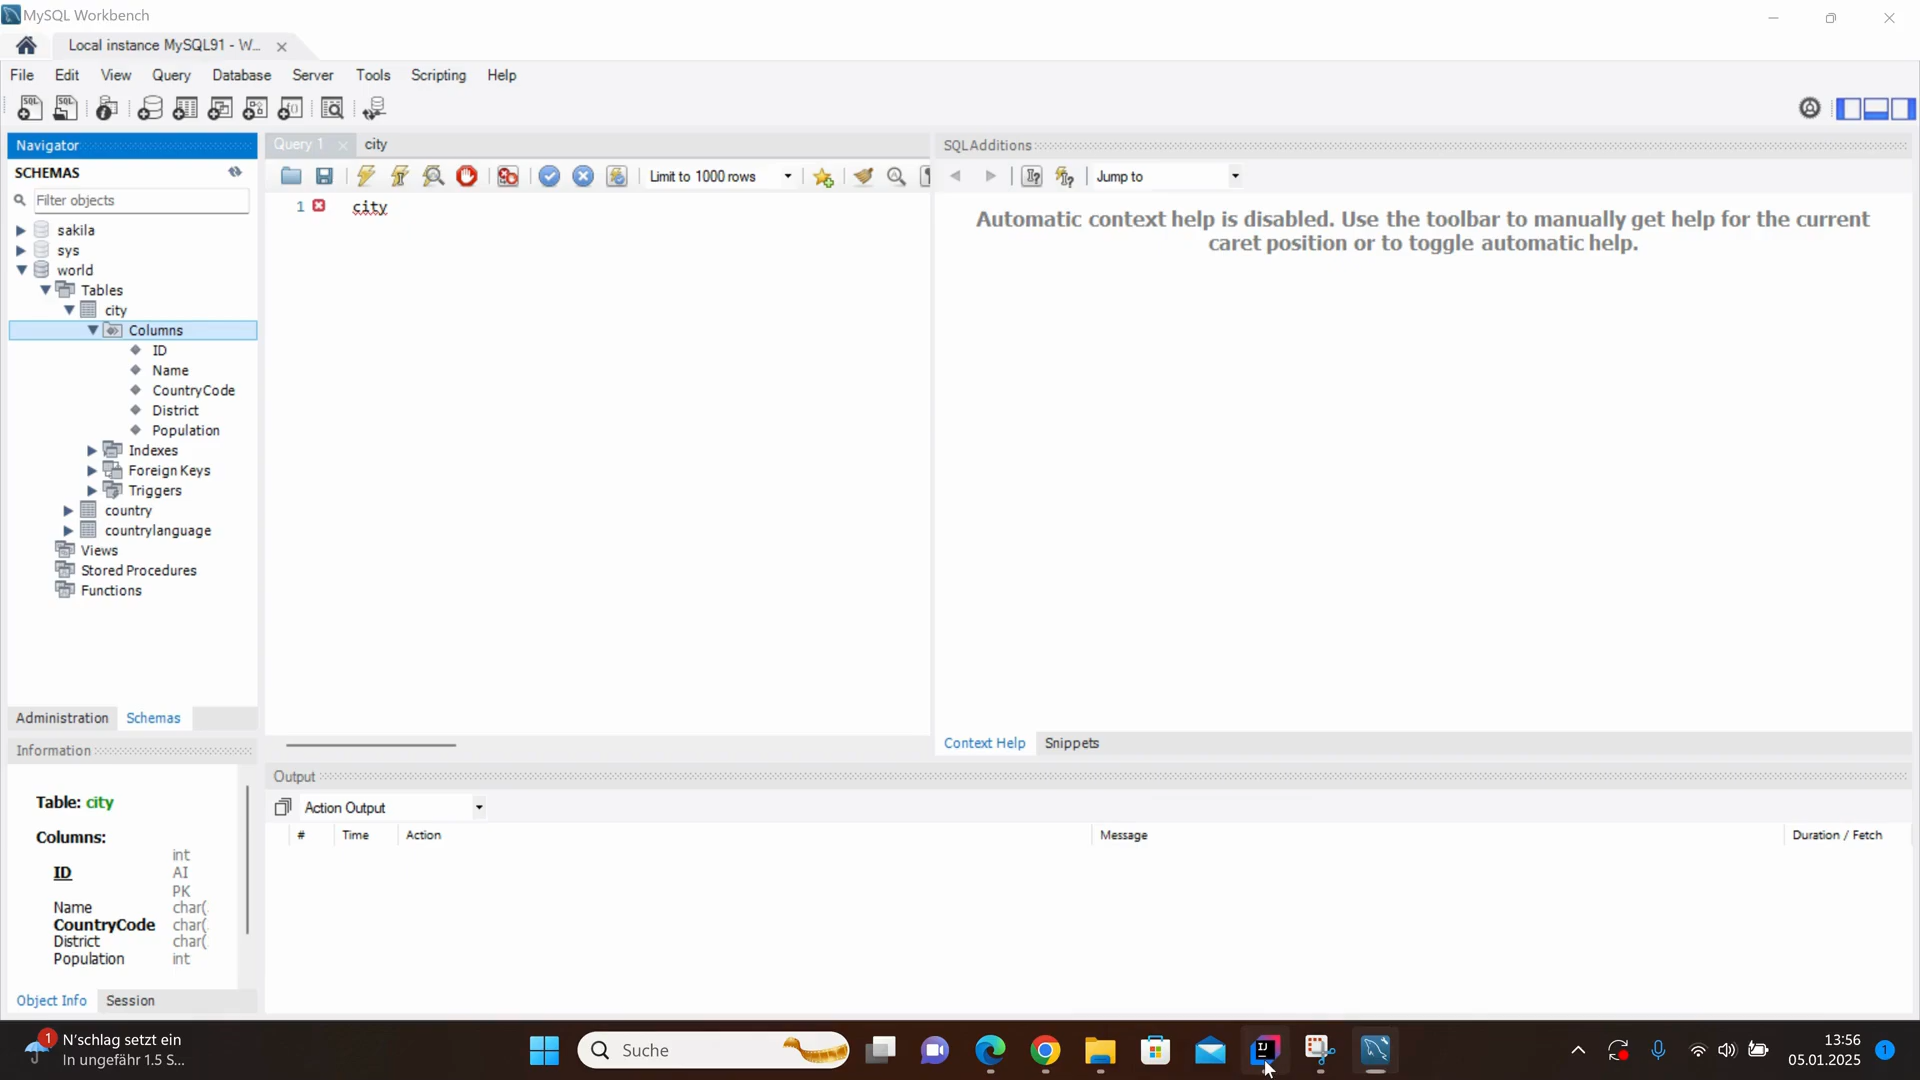 MySQL Workbench
Local instance MySQL91 - W...
File Edit View Query Database Server Tools Scripting Help
Navigator
SCHEMAS
Filter objects
sakila
sys
world
Tables
city
Columns
ID
Name
CountryCode
District
Population
Indexes
Foreign Keys
Triggers
country
countrylanguage
Views
Stored Procedures
Functions
Administration Schemas
Information
Table: city
Columns:
ID int AI PK
Name char(
CountryCode char(
District char(
Population int
Object Info Session
Query 1 city
Limit to 1000 rows
1 city
SQLAdditions
Jump to
Automatic context help is disabled. Use the toolbar to manually get help for the current
caret position or to toggle automatic help.
Context Help Snippets
Output
Action Output
# Time Action Message Duration / Fetch
1 N'schlag setzt ein
In ungefähr 1.5 S...
Suche
13:56
05.01.2025
1